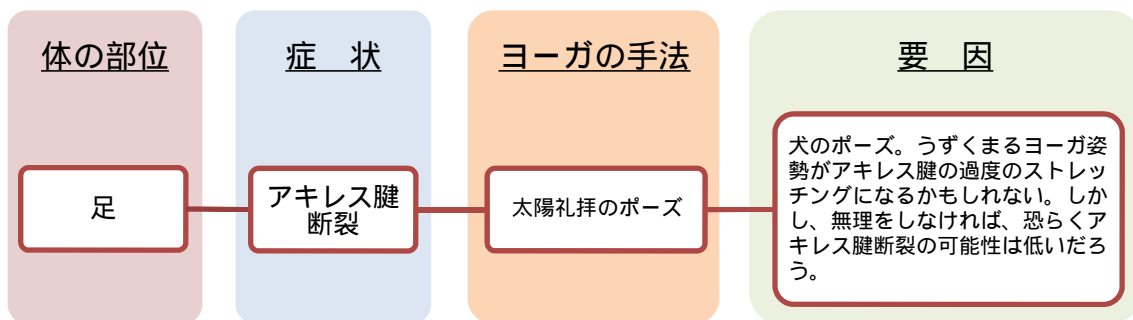 体の部位
症　状
ヨーガの手法
要　因
足
アキレス腱
断裂
太陽礼拝のポーズ
犬のポーズ。うずくまるヨーガ姿
勢がアキレス腱の過度のストレッ
チングになるかもしれない。しか
し、無理をしなければ、恐らくア
キレス腱断裂の可能性は低いだろ
う。